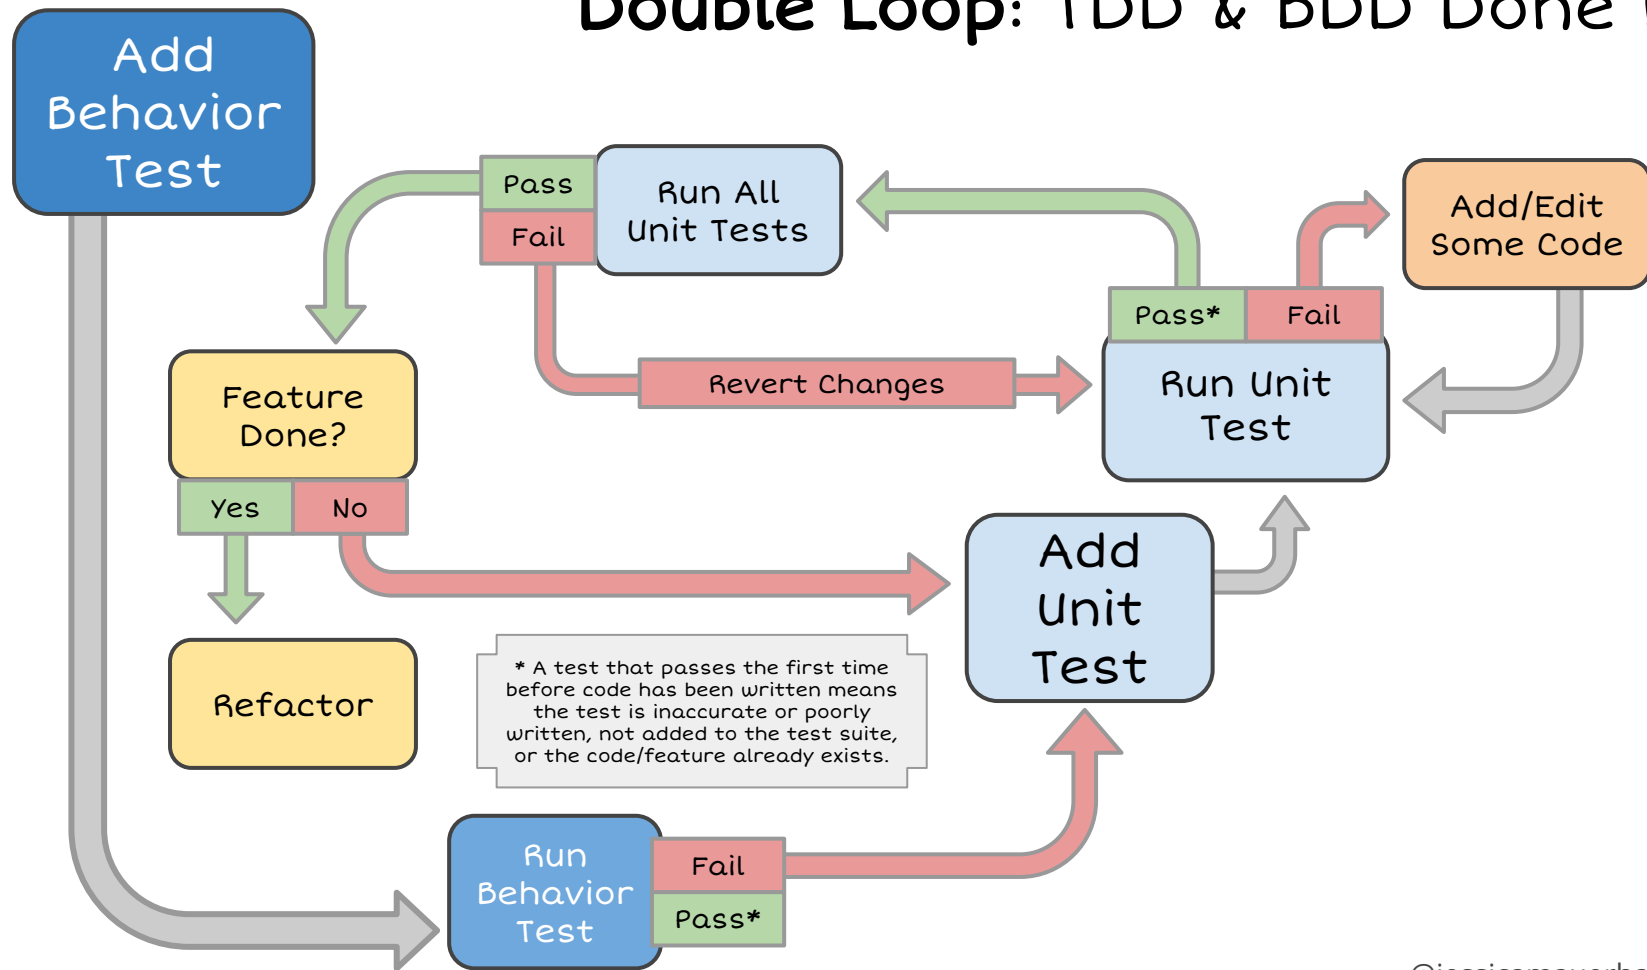 Double Loop: TDD & BDD Done
Add
Behavior
Test
Pass
Fail
Run All
Unit Tests
Add/Edit
Some Code
Pass*
Fail
Revert Changes
Run Unit
Test
Feature
Done?
Yes
No
Add
Unit
Test
Refactor
* A test that passes the first time
before code has been written means
the test is inaccurate or poorly
written, not added to the test suite,
or the code/feature already exists.
Run
Behavior
Test
Fail
Pass*